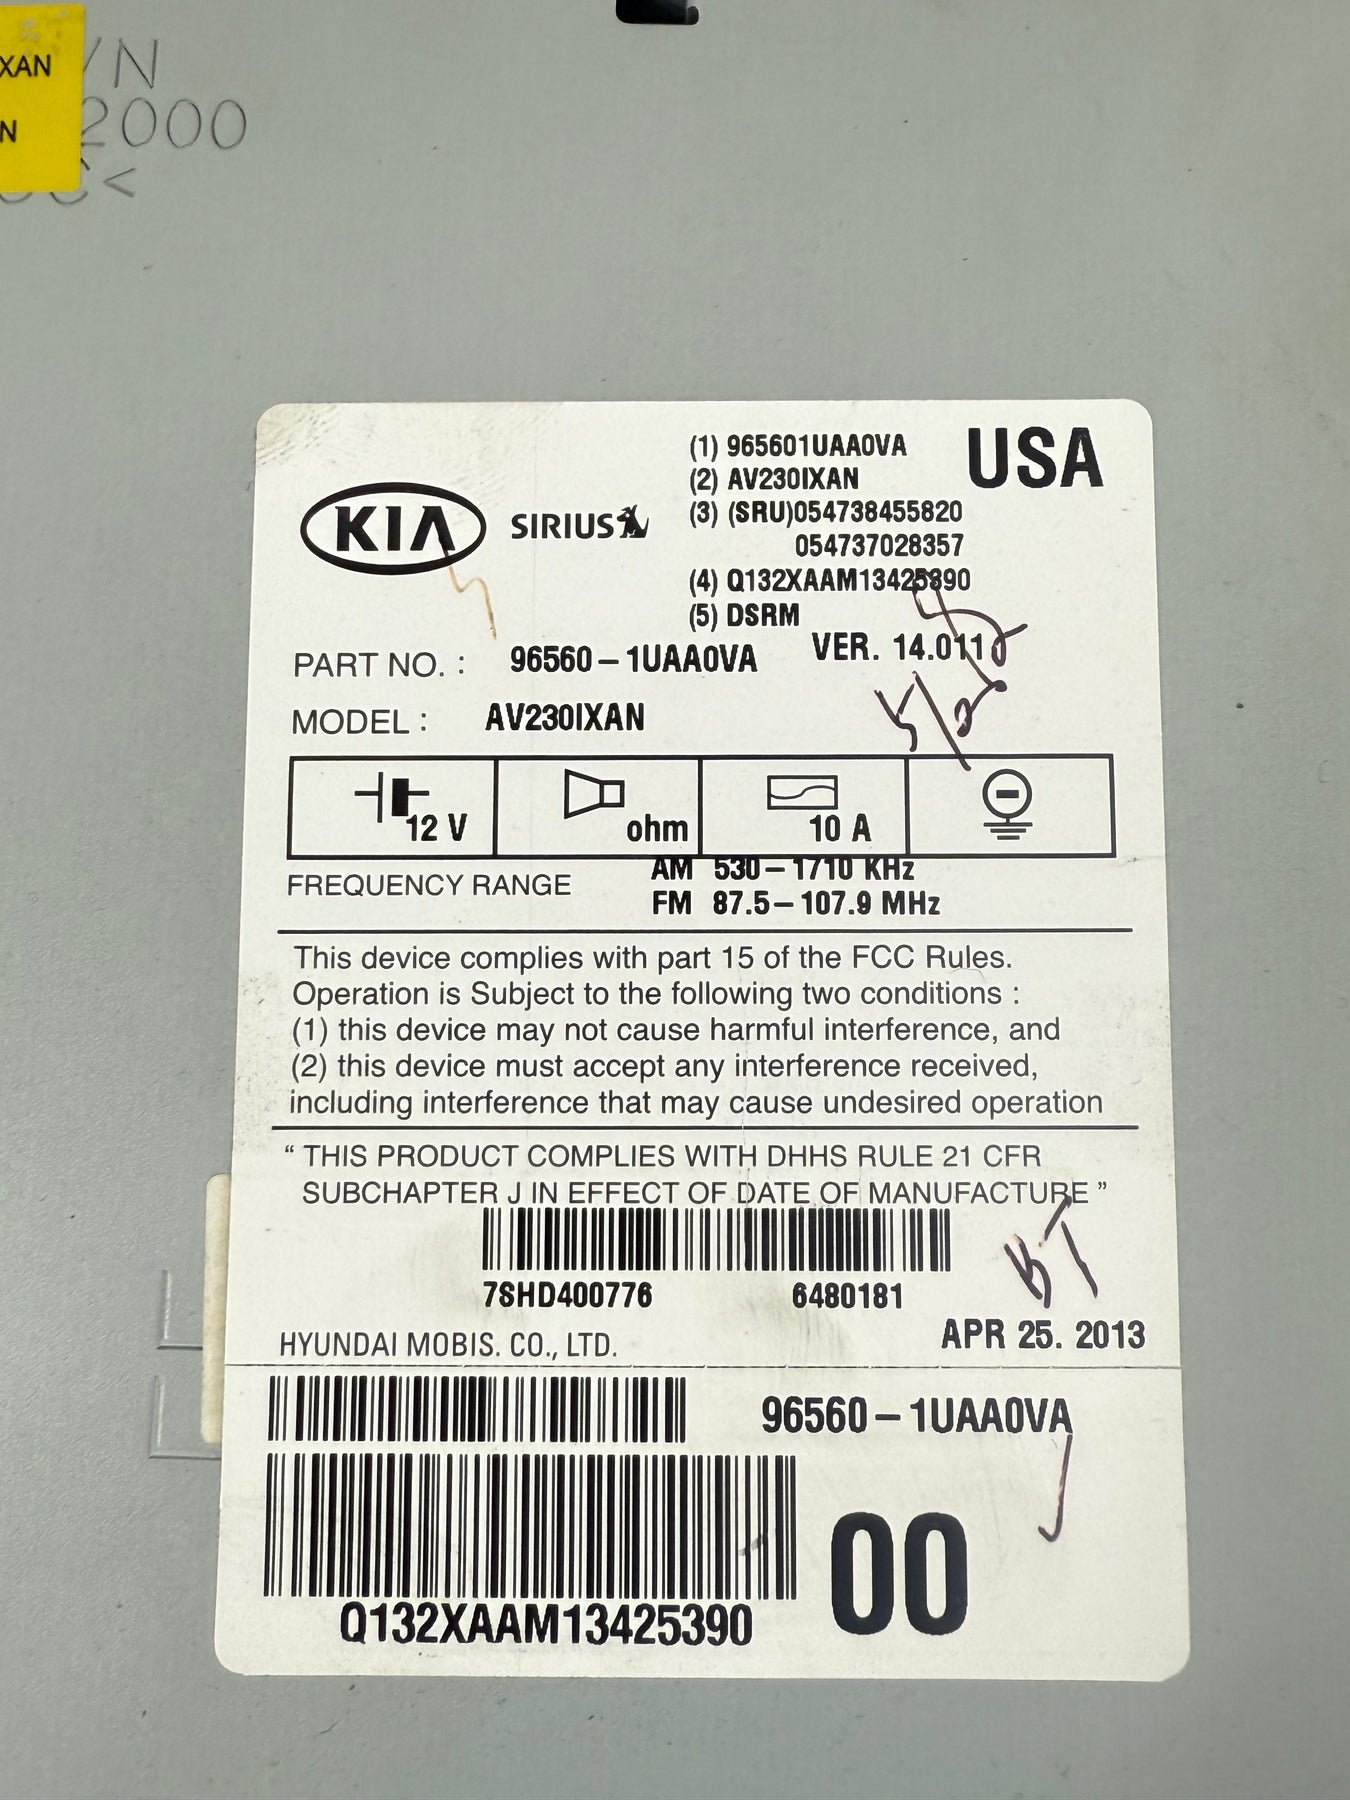 XAN
/N
N
2000
C<
(1) 965601UAA0VA
USA
(2) AV230IXAN
KIA
SIRIUS
(3) (SRU)054738455820
054737028357
(4) Q132XAAM13425390
(5) DSRM
VER. 14.011
PART NO. : 96560-1UAA0VA
MODEL : AV230IXAN
12 V
ohm
10 A
FREQUENCY RANGE
AM 530-1710 KHz
FM 87.5-107.9 MHz
This device complies with part 15 of the FCC Rules.
Operation is Subject to the following two conditions :
(1) this device may not cause harmful interference, and
(2) this device must accept any interference received,
including interference that may cause undesired operation
“ THIS PRODUCT COMPLIES WITH DHHS RULE 21 CFR
SUBCHAPTER J IN EFFECT OF DATE OF MANUFACTURE ”
7SHD400776 6480181
BT
HYUNDAI MOBIS. CO., LTD.
APR 25. 2013
96560-1UAA0VA
00
Q132XAAM13425390